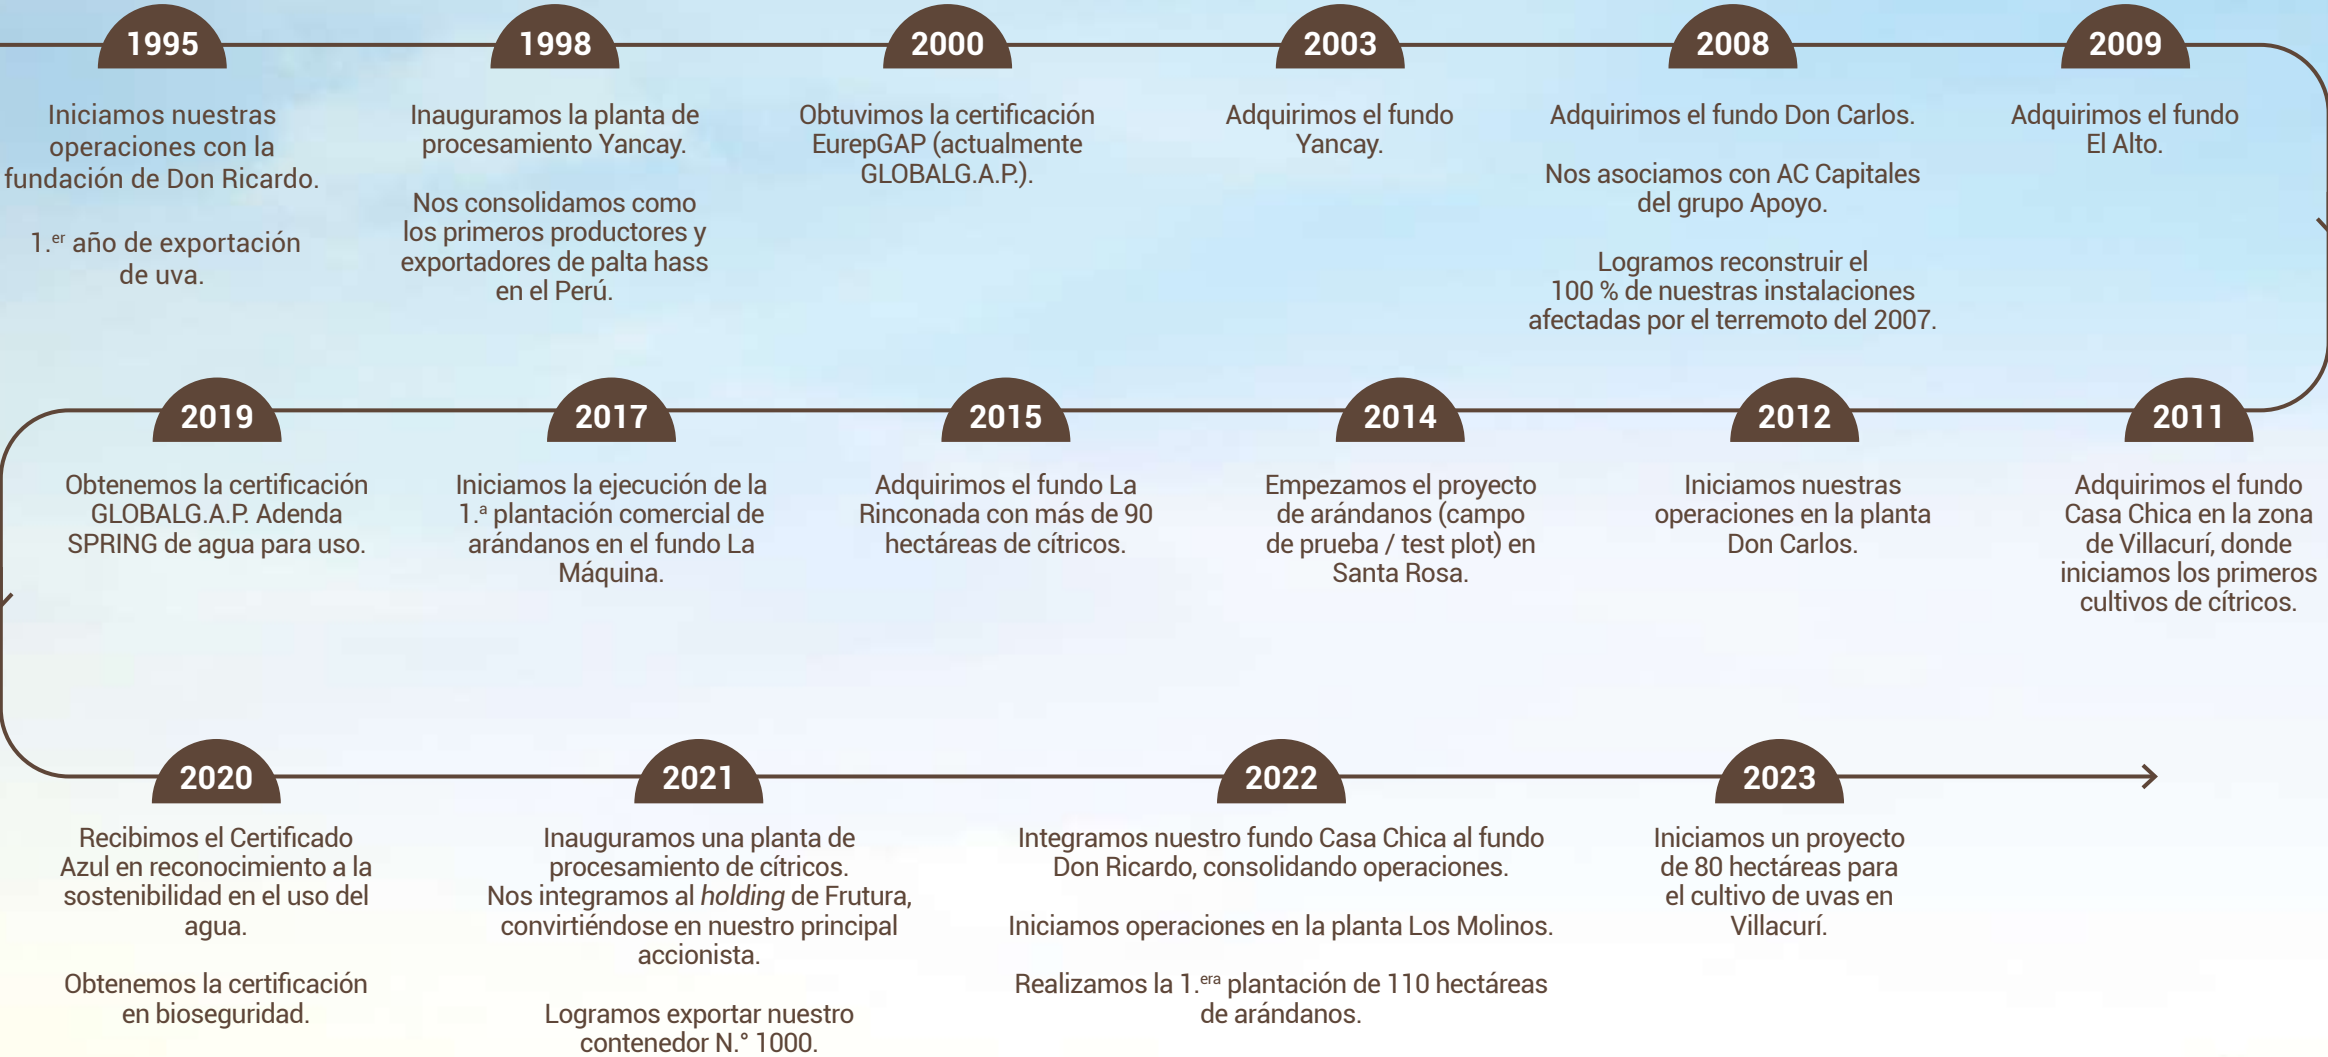 1995
Iniciamos nuestras
operaciones con la
fundación de Don Ricardo.
1.er año de exportación
de uva.
1998
Inauguramos la planta de
procesamiento Yancay.
Nos consolidamos como
los primeros productores y
exportadores de palta hass
en el Perú.
2000
Obtuvimos la certificación
EurepGAP (actualmente
GLOBALG.A.P.).
2003
Adquirimos el fundo
Yancay.
2008
Adquirimos el fundo Don Carlos.
Nos asociamos con AC Capitales
del grupo Apoyo.
Logramos reconstruir el
100 % de nuestras instalaciones
afectadas por el terremoto del 2007.
2009
Adquirimos el fundo
El Alto.
2011
Adquirimos el fundo
Casa Chica en la zona
de Villacurí, donde
iniciamos los primeros
cultivos de cítricos.
2012
Iniciamos nuestras
operaciones en la planta
Don Carlos.
2014
Empezamos el proyecto
de arándanos (campo
de prueba / test plot) en
Santa Rosa.
2015
Adquirimos el fundo La
Rinconada con más de 90
hectáreas de cítricos.
2017
Iniciamos la ejecución de la
1.ª plantación comercial de
arándanos en el fundo La
Máquina.
2019
Obtenemos la certificación
GLOBALG.A.P. Adenda
SPRING de agua para uso.
2020
Recibimos el Certificado
Azul en reconocimiento a la
sostenibilidad en el uso del
agua.
Obtenemos la certificación
en bioseguridad.
2021
Inauguramos una planta de
procesamiento de cítricos.
Nos integramos al holding de Frutura,
convirtiéndose en nuestro principal
accionista.
Logramos exportar nuestro
contenedor N.° 1000.
2022
Integramos nuestro fundo Casa Chica al fundo
Don Ricardo, consolidando operaciones.
Iniciamos operaciones en la planta Los Molinos.
Realizamos la 1.era plantación de 110 hectáreas
de arándanos.
2023
Iniciamos un proyecto
de 80 hectáreas para
el cultivo de uvas en
Villacurí.